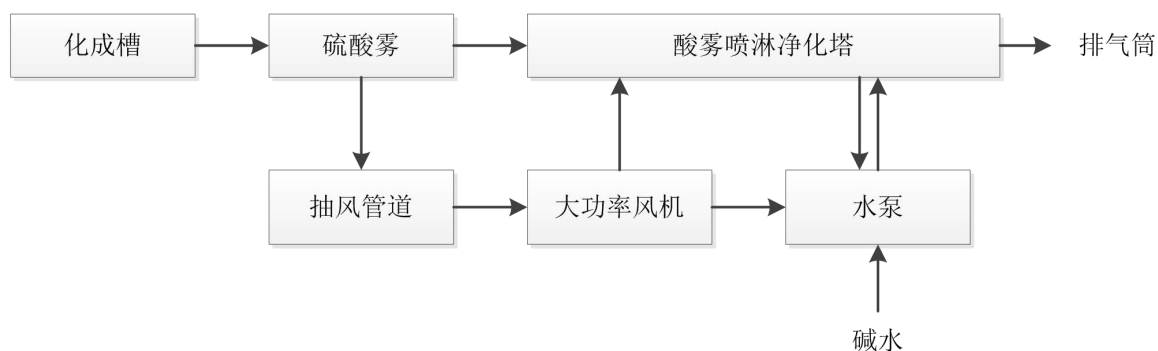 化成槽
硫酸雾
酸雾喷淋净化塔
排气筒
抽风管道
大功率风机
水泵
碱水